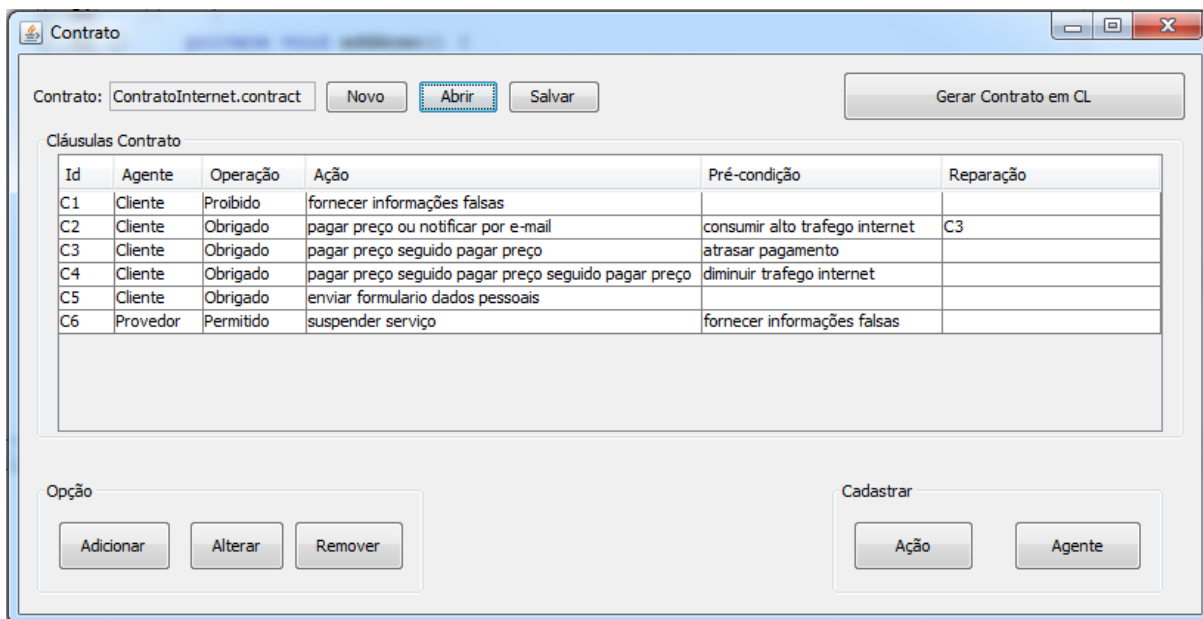 Contrato
Contrato: ContratoInternet.contract Novo Abrir Salvar Gerar Contrato em CL
Cláusulas Contrato
Id Agente Operação Ação Pré-condição Reparação
C1 Cliente Proibido fornecer informações falsas
C2 Cliente Obrigado pagar preço ou notificar por e-mail consumir alto trafego internet C3
C3 Cliente Obrigado pagar preço seguido pagar preço atrasar pagamento
C4 Cliente Obrigado pagar preço seguido pagar preço seguido pagar preço diminuir trafego internet
C5 Cliente Obrigado enviar formulario dados pessoais
C6 Provedor Permitido suspender serviço fornecer informações falsas
Opção Cadastrar
Adicionar Alterar Remover Ação Agente